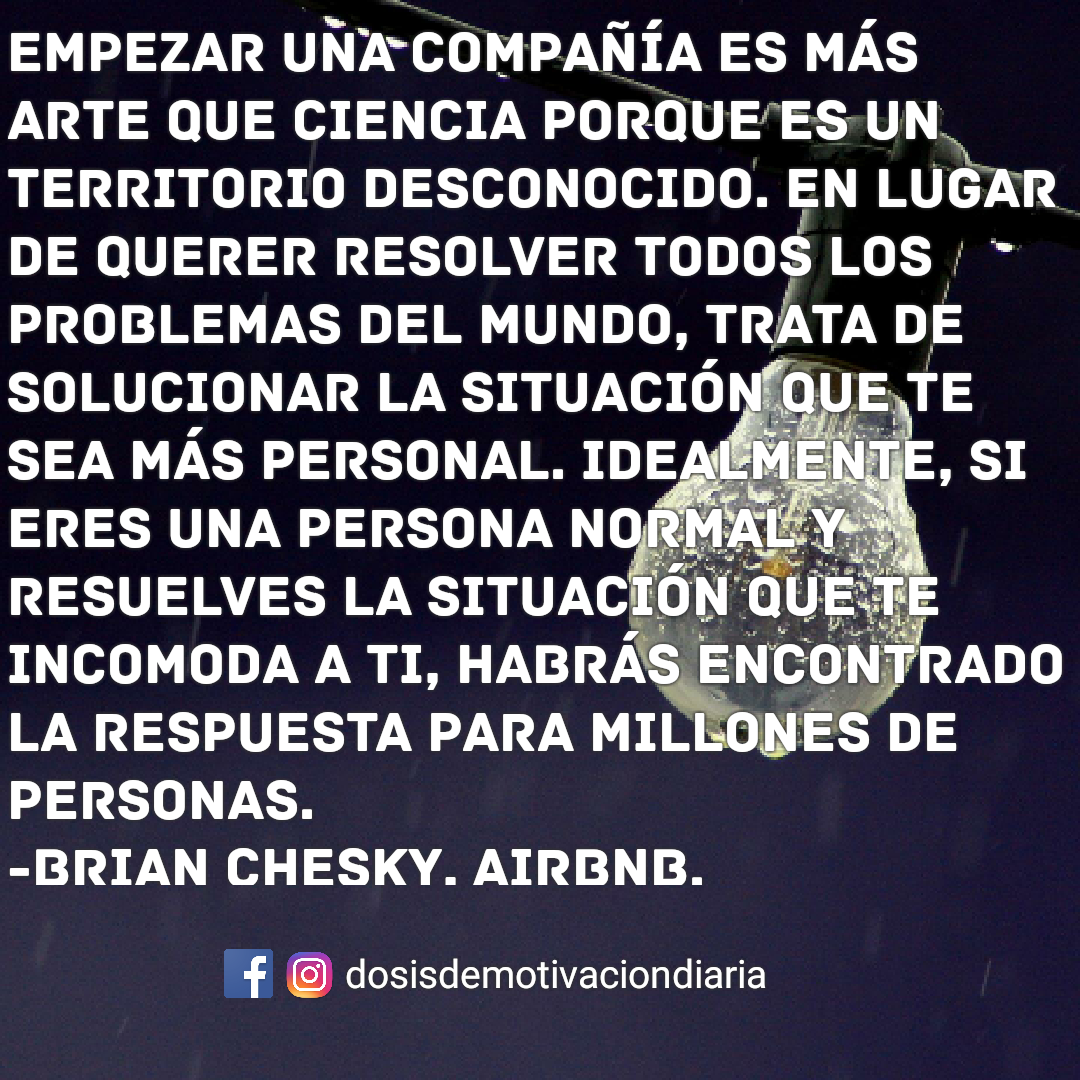 EMPEZAR UNA COMPAÑÍA ES MÁS
ARTE QUE CIENCIA PORQUE ES UN
TERRITORIO DESCONOCIDO. EN LUGAR
DE QUERER RESOLVER TODOS LOS
PROBLEMAS DEL MUNDO, TRATA DE
SOLUCIONAR LA SITUACIÓN QUE TE
SEA MÁS PERSONAL. IDEALMENTE, SI
ERES UNA PERSONA NORMAL Y
RESUELVES LA SITUACIÓN QUE TE
INCOMODA A TI, HABRÁS ENCONTRADO
LA RESPUESTA PARA MILLONES DE
PERSONAS.
-BRIAN CHESKY. AIRBNB.
dosisdemotivaciondiaria